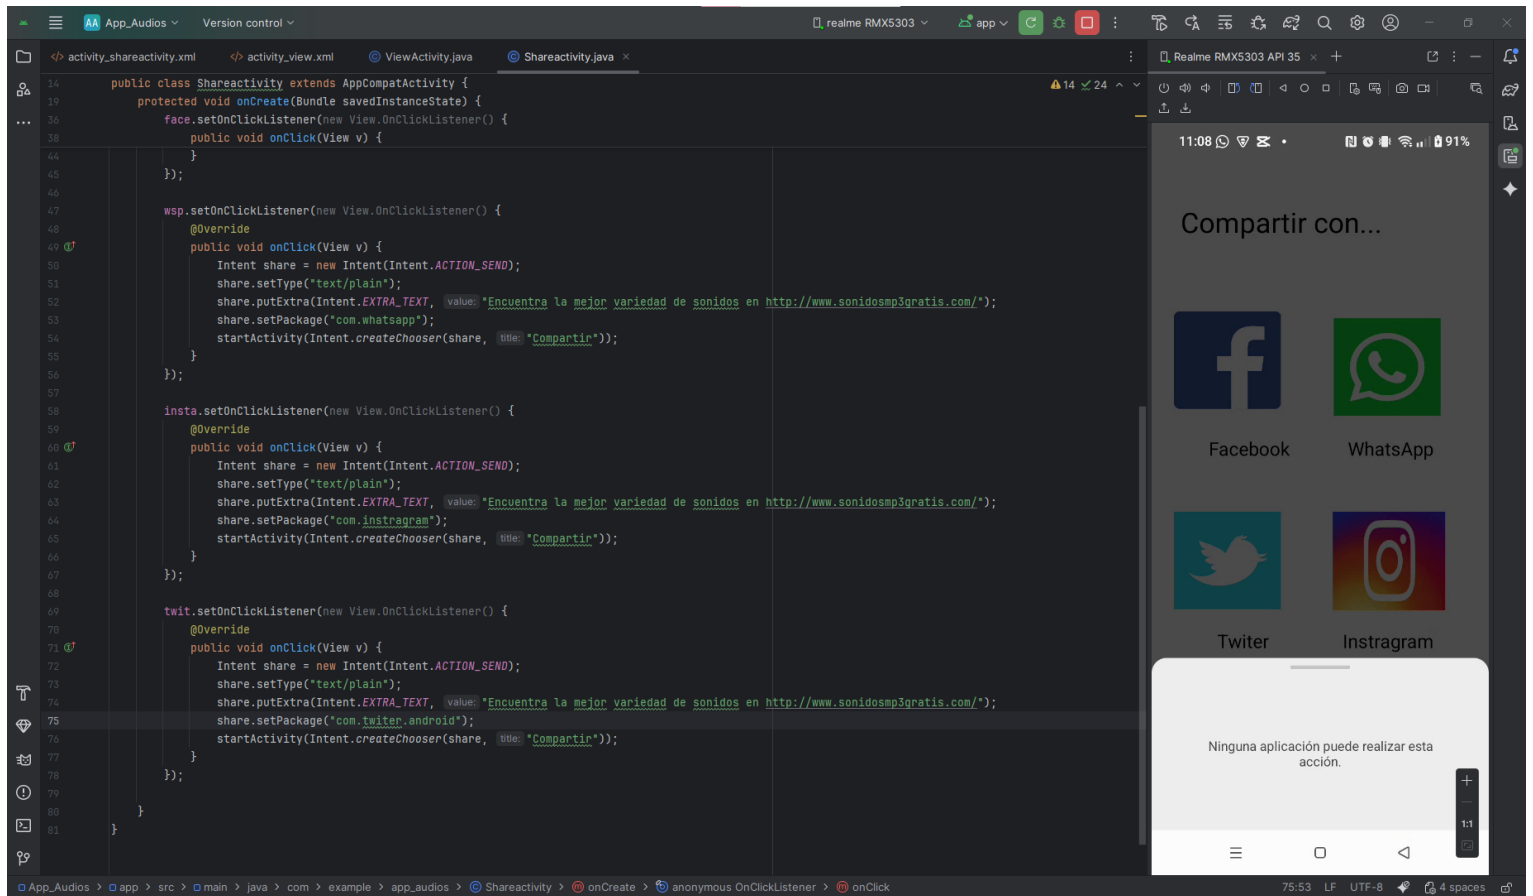 AA App_Audios Version control realme RMX5303 app
activity_shareactivity.xml activity_view.xml ViewActivity.java Shareactivity.java
14 public class Shareactivity extends AppCompatActivity {
14 24
19 protected void onCreate(Bundle savedInstanceState) {
36 face.setOnClickListener(new View.OnClickListener() {
38 public void onClick(View v) {
44 }
45 });
46
47 wsp.setOnClickListener(new View.OnClickListener() {
48 @Override
49 public void onClick(View v) {
50 Intent share = new Intent(Intent.ACTION_SEND);
51 share.setType("text/plain");
52 share.putExtra(Intent.EXTRA_TEXT, value: "Encuentra la mejor variedad de sonidos en http://www.sonidosmp3gratis.com/");
53 share.setPackage("com.whatsapp");
54 startActivity(Intent.createChooser(share, title: "Compartir"));
55 }
56 });
57
58 insta.setOnClickListener(new View.OnClickListener() {
59 @Override
60 public void onClick(View v) {
61 Intent share = new Intent(Intent.ACTION_SEND);
62 share.setType("text/plain");
63 share.putExtra(Intent.EXTRA_TEXT, value: "Encuentra la mejor variedad de sonidos en http://www.sonidosmp3gratis.com/");
64 share.setPackage("com.instragram");
65 startActivity(Intent.createChooser(share, title: "Compartir"));
66 }
67 });
68
69 twit.setOnClickListener(new View.OnClickListener() {
70 @Override
71 public void onClick(View v) {
72 Intent share = new Intent(Intent.ACTION_SEND);
73 share.setType("text/plain");
74 share.putExtra(Intent.EXTRA_TEXT, value: "Encuentra la mejor variedad de sonidos en http://www.sonidosmp3gratis.com/");
75 share.setPackage("com.twiter.android");
76 startActivity(Intent.createChooser(share, title: "Compartir"));
77 }
78 });
79
80 }
81 }
Realme RMX5303 API 35
11:08 91%
Compartir con...
Facebook WhatsApp
Twiter Instragram
Ninguna aplicación puede realizar esta
acción.
1:1
App_Audios > app > src > main > java > com > example > app_audios > Shareactivity > onCreate > anonymous OnClickListener > onClick
75:53 LF UTF-8 4 spaces